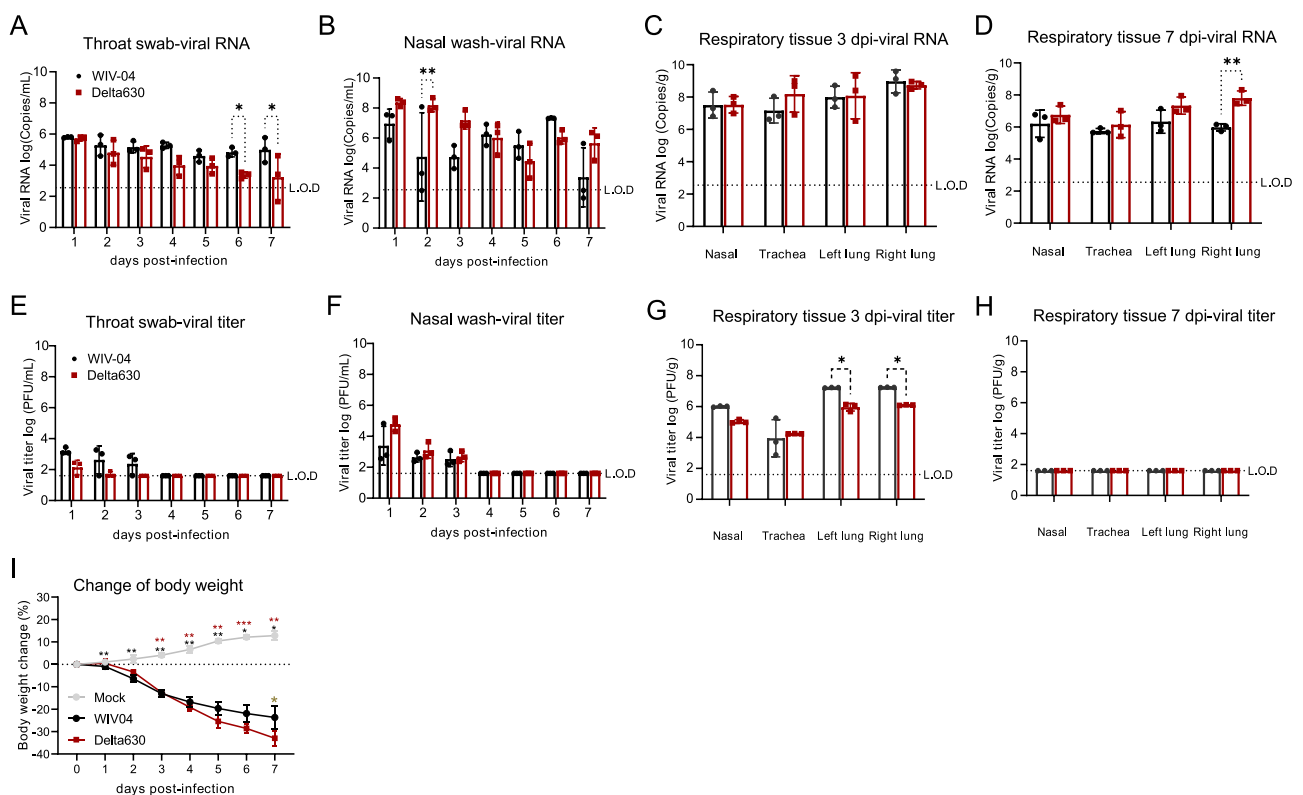 A
Throat swab-viral RNA
Viral RNA log(Copies/mL)
10
8
6
4
2
0
WIV-04
Delta630
*
*
L.O.D
1 2 3 4 5 6 7
days post-infection
B
Nasal wash-viral RNA
Viral RNA log(Copies/mL)
10
8
6
4
2
0
**
L.O.D
1 2 3 4 5 6 7
days post-infection
C
Respiratory tissue 3 dpi-viral RNA
Viral RNA log (Copies/g)
10
8
6
4
2
0
L.O.D
Nasal Trachea Left lung Right lung
D
Respiratory tissue 7 dpi-viral RNA
Viral RNA log (Copies/g)
10
8
6
4
2
0
**
L.O.D
Nasal Trachea Left lung Right lung
E
Throat swab-viral titer
Viral titer log (PFU/mL)
10
8
6
4
2
0
WIV-04
Delta630
L.O.D
1 2 3 4 5 6 7
days post-infection
F
Nasal wash-viral titer
Viral titer log (PFU/mL)
10
8
6
4
2
0
L.O.D
1 2 3 4 5 6 7
days post-infection
G
Respiratory tissue 3 dpi-viral titer
Viral titer log (PFU/g)
10
8
6
4
2
0
*
*
L.O.D
Nasal Trachea Left lung Right lung
H
Respiratory tissue 7 dpi-viral titer
Viral titer log (PFU/g)
10
8
6
4
2
0
L.O.D
Nasal Trachea Left lung Right lung
I
Change of body weight
Body weight change (%)
30
20
10
0
-10
-20
-30
-40
** ** ** *** **
** ** ** ** ** * *
*
Mock
WIV04
Delta630
0 1 2 3 4 5 6 7
days post-infection